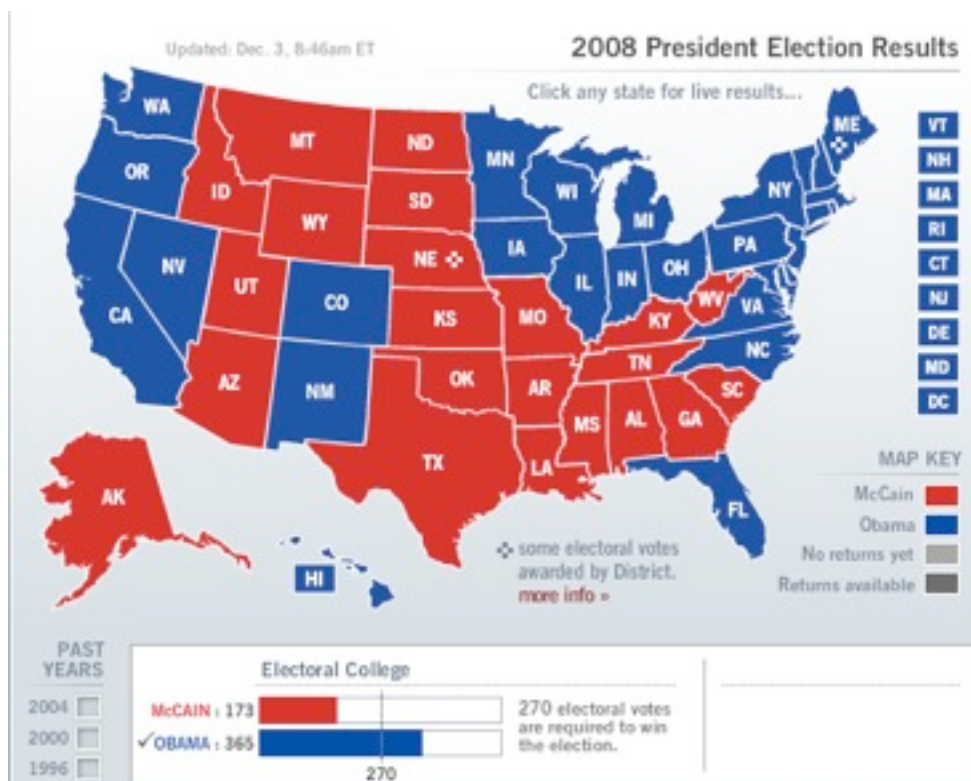 Updated: Dec. 3, 8:46am ET
2008 President Election Results
Click any state for live results...
WA
MT
ND
MN
ME
VT
OR
ID
WY
SD
WI
MI
NY
NH
MA
NV
UT
CO
NE
IA
IL
IN
OH
PA
RI
CT
CA
AZ
NM
KS
MO
KY
WV
VA
NJ
OK
AR
TN
NC
DE
MD
TX
LA
MS
AL
GA
SC
DC
AK
HI
FL
MAP KEY
McCain
Obama
No returns yet
Returns available
some electoral votes
awarded by District.
more info »
PAST
YEARS
2004
2000
1996
Electoral College
McCAIN : 173
✓OBAMA : 365
270
270 electoral votes
are required to win
the election.